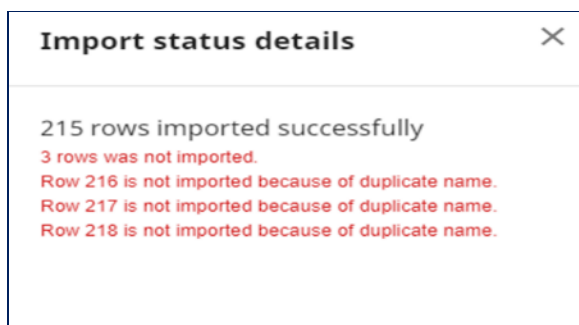 Import status details
215 rows imported successfully
3 rows was not imported.
Row 216 is not imported because of duplicate name.
Row 217 is not imported because of duplicate name.
Row 218 is not imported because of duplicate name.